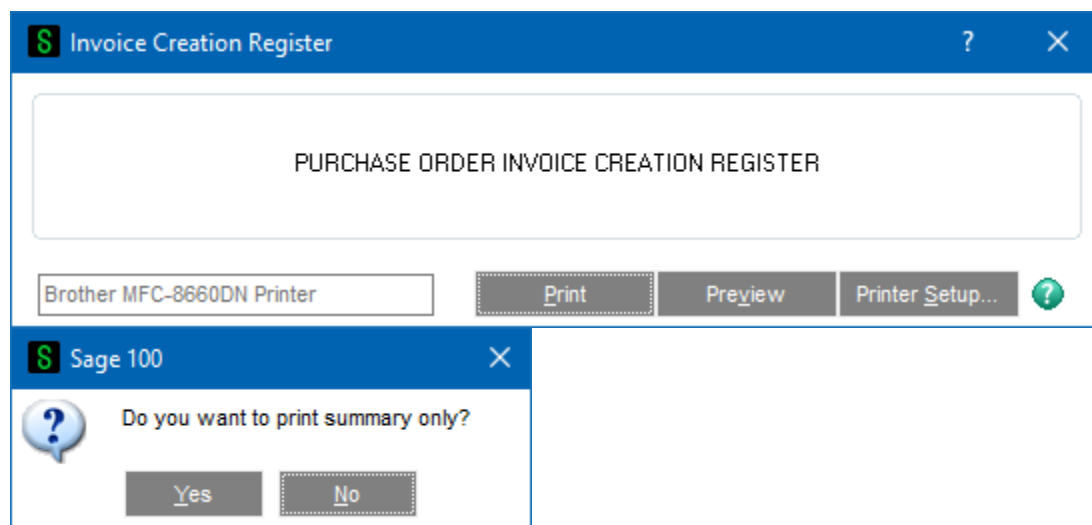 S Invoice Creation Register ? ×
PURCHASE ORDER INVOICE CREATION REGISTER
Brother MFC-8660DN Printer Print Preview Printer Setup... ?
S Sage 100 ×
? Do you want to print summary only?
Yes No